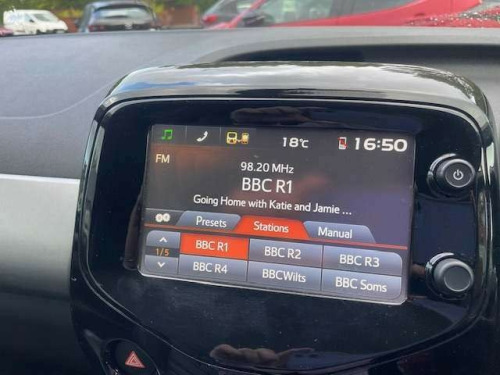 18°C 16:50
FM
98.20 MHz
BBC R1
Going Home with Katie and Jamie ...
Presets Stations Manual
1/5
BBC R1 BBC R2 BBC R3
BBC R4 BBCWilts BBC Soms